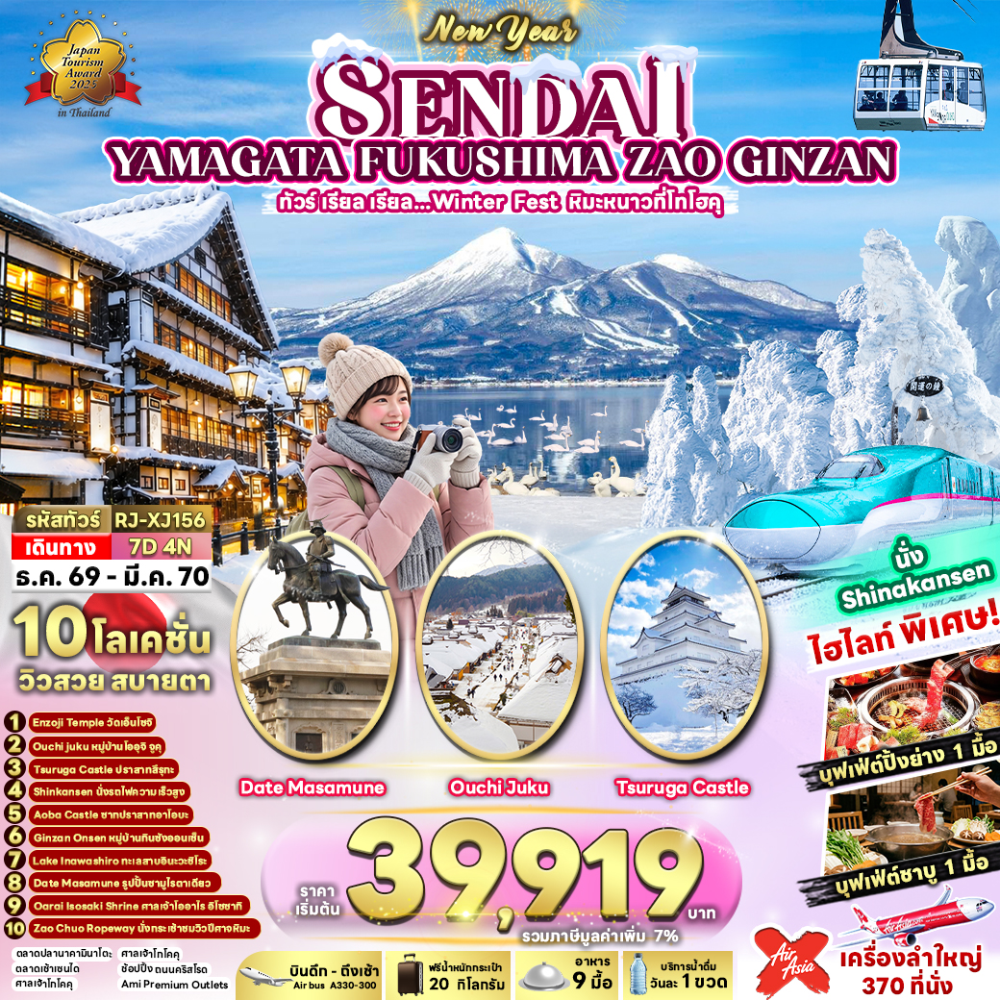 Japan
Tourism
Award
2025
in Thailand
New Year
SENDAI
YAMAGATA FUKUSHIMA ZAO GINZAN
ทัวร์ เรียล เรียล...Winter Fest หิมะหนาวที่โทโฮคุ
開運の鐘
รหัสทัวร์ RJ-XJ156
เดินทาง 7D 4N
ธ.ค. 69 - มี.ค. 70
10 โลเคชั่น
วิวสวย สบายตา
1 Enzoji Temple วัดเอ็นโซจิ
2 Ouchi juku หมู่บ้านโออุจิ จูคุ
3 Tsuruga Castle ปราสาทสึรุกะ
4 Shinkansen นั่งรถไฟความเร็วสูง
5 Aoba Castle ซากปราสาทอาโอบะ
6 Ginzan Onsen หมู่บ้านกินซังออนเซ็น
7 Lake Inawashiro ทะเลสาบอินะวะชิโระ
8 Date Masamune รูปปั้นซามูไรตาเดียว
9 Oarai Isosaki Shrine ศาลเจ้าโออาไร อิโซซากิ
10 Zao Chuo Ropeway นั่งกระเช้าชมวิวปีศาจหิมะ
ตลาดปลานาคามินาโตะ ศาลเจ้าโกโคคุ
ตลาดเช้าเซนได ช้อปปิ้ง ถนนคริสโรด
ศาลเจ้าโกโคคุ Ami Premium Outlets
Date Masamune
Ouchi Juku
Tsuruga Castle
นั่ง
Shinakansen
ไฮไลท์ พิเศษ!
บุฟเฟ่ต์ปิ้งย่าง 1 มื้อ
บุฟเฟ่ต์ชาบู 1 มื้อ
ราคา
เริ่มต้น
39,919
บาท
รวมภาษีมูลค่าเพิ่ม 7%
บินดึก - ถึงเช้า
Air bus A330-300
ฟรีน้ำหนักกระเป๋า
20 กิโลกรัม
อาหาร
9 มื้อ
บริการน้ำดื่ม
วันละ 1 ขวด
Air
Asia
X
AirAsia
เครื่องลำใหญ่
370 ที่นั่ง